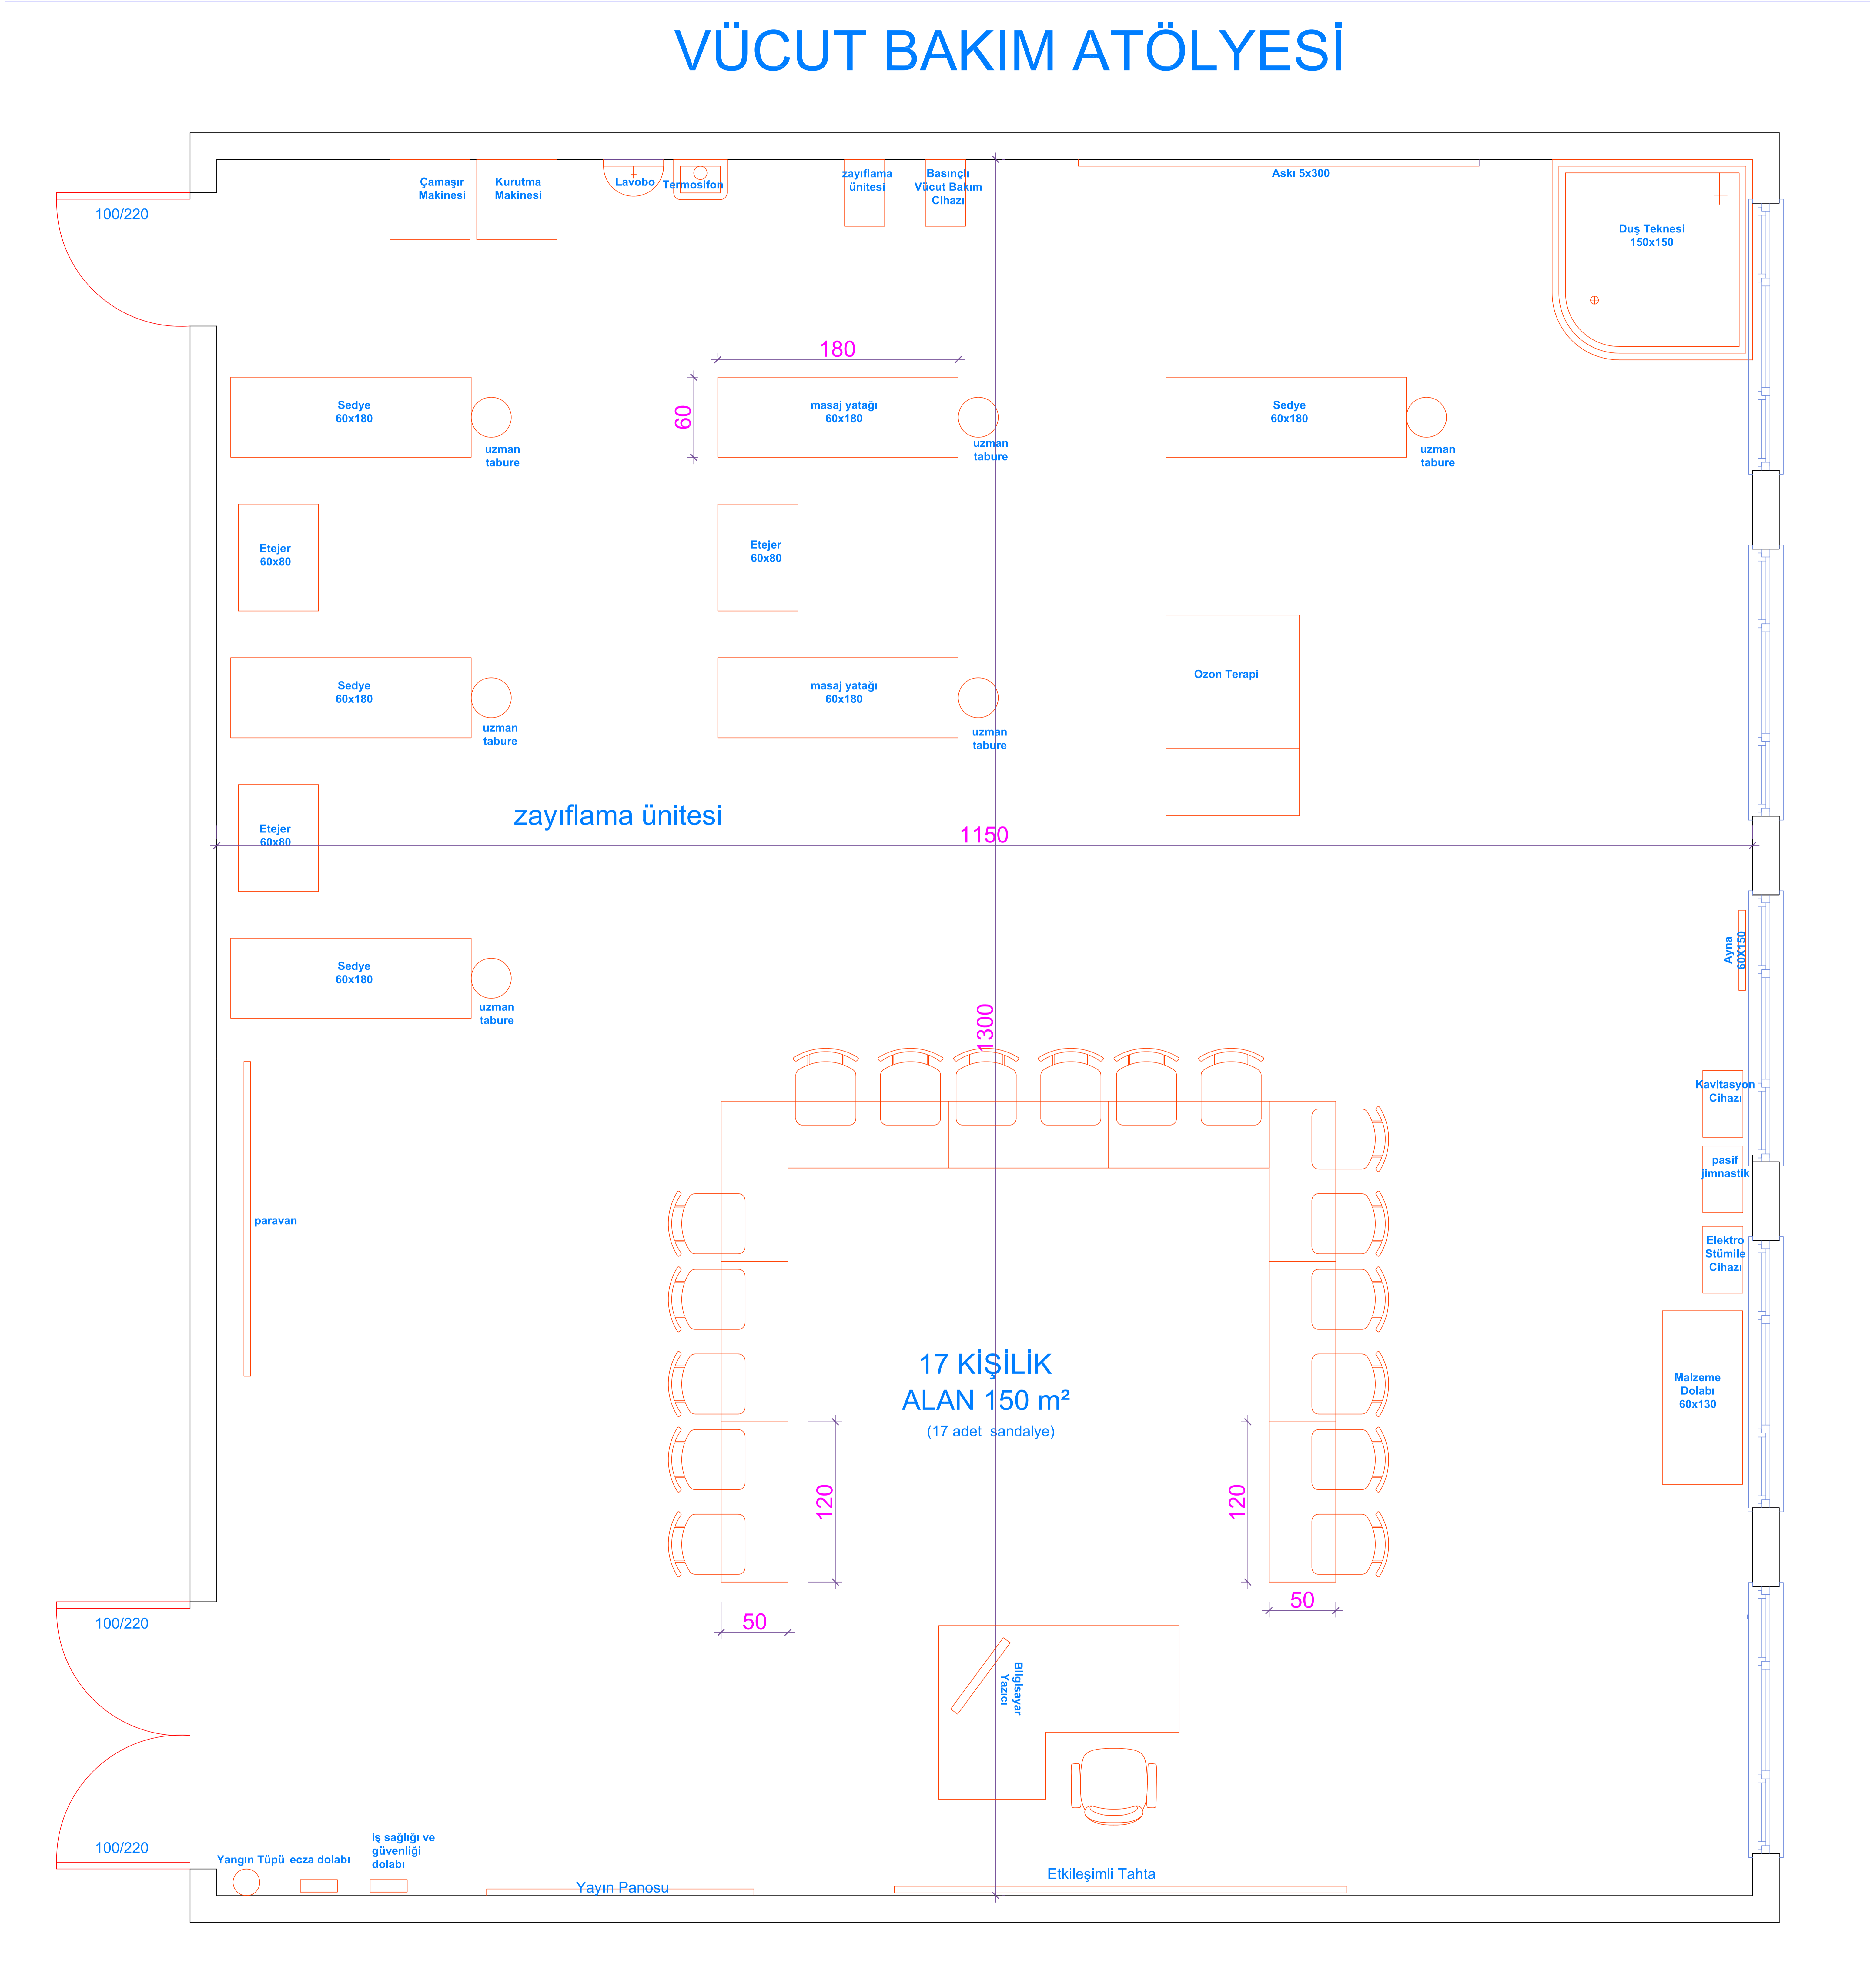 VÜCUT BAKIM ATÖLYESİ
100/220
Çamaşır
Makinesi
Kurutma
Makinesi
Lavobo
Termosifon
zayıflama
ünitesi
Basınçlı
Vücut Bakım
Cihazı
Askı 5x300
Duş Teknesi
150x150
180
60
Sedye
60x180
uzman
tabure
masaj yatağı
60x180
uzman
tabure
Sedye
60x180
uzman
tabure
Etejer
60x80
Etejer
60x80
Sedye
60x180
uzman
tabure
masaj yatağı
60x180
uzman
tabure
Ozon Terapi
zayıflama ünitesi
Etejer
60x80
1150
Sedye
60x180
uzman
tabure
Ayna
60X150
1300
Kavitasyon
Cihazı
pasif
jimnastik
paravan
Elektro
Stümile
Cihazı
17 KİŞİLİK
ALAN 150 m²
(17 adet sandalye)
Malzeme
Dolabı
60x130
120
120
50
50
100/220
Bilgisayar
Yazıcı
100/220
Yangın Tüpü
ecza dolabı
iş sağlığı ve
güvenliği
dolabı
Yayın Panosu
Etkileşimli Tahta